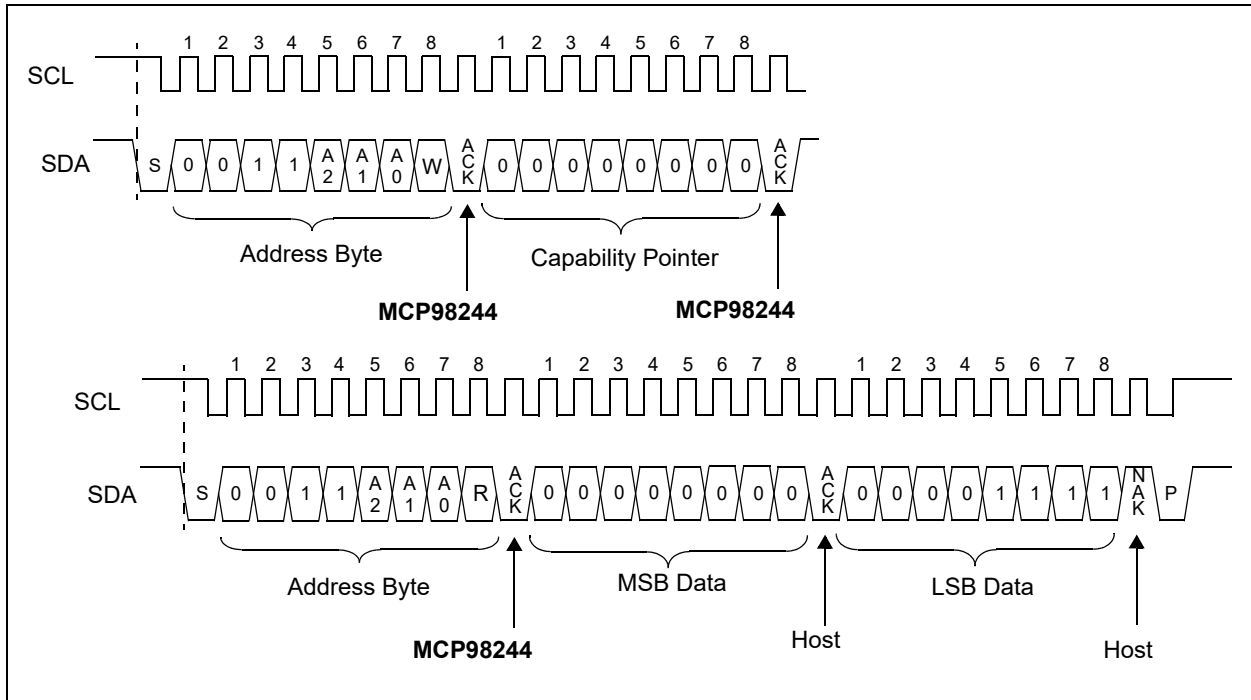 1 2 3 4 5 6 7 8 1 2 3 4 5 6 7 8
SCL
SDA S 0 0 1 1 A2 A1 A0 W ACK 0 0 0 0 0 0 0 0 ACK
Address Byte Capability Pointer
MCP98244 MCP98244
1 2 3 4 5 6 7 8 1 2 3 4 5 6 7 8 1 2 3 4 5 6 7 8
SCL
SDA S 0 0 1 1 A2 A1 A0 R ACK 0 0 0 0 0 0 0 0 ACK 0 0 0 0 1 1 1 1 NAK P
Address Byte MSB Data LSB Data
MCP98244 Host Host